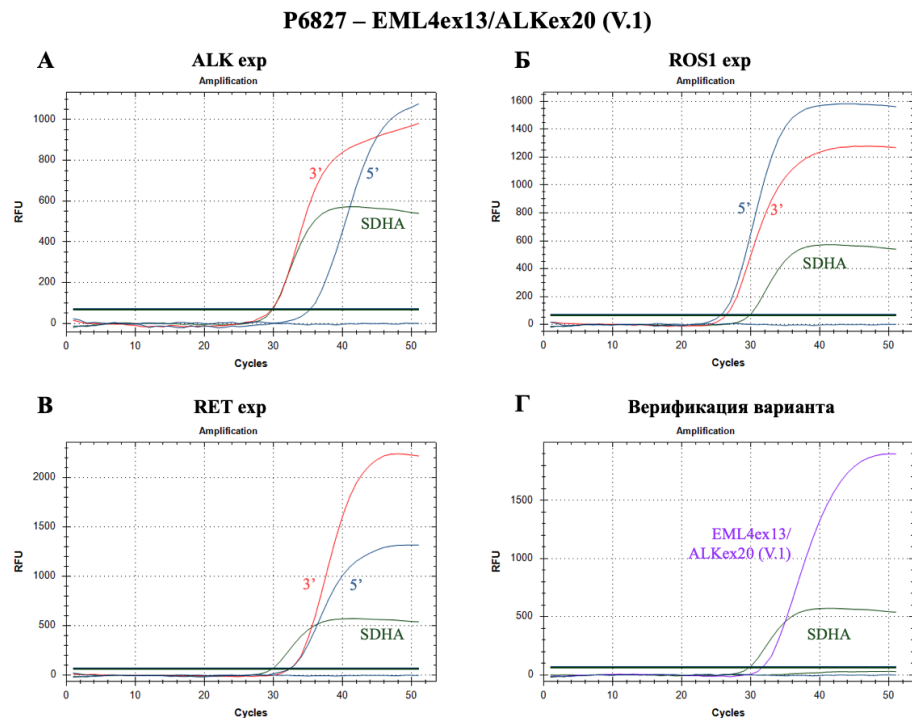 P6827 – EML4ex13/ALKex20 (V.1)
А
ALK exp
Amplification
RFU
1000
800
600
400
200
0
3’
5’
SDHA
0
10
20
30
40
50
Cycles
Б
ROS1 exp
Amplification
RFU
1600
1400
1200
1000
800
600
400
200
0
5’
3’
SDHA
0
10
20
30
40
50
Cycles
В
RET exp
Amplification
RFU
2000
1500
1000
500
0
3’
5’
SDHA
0
10
20
30
40
50
Cycles
Г
Верификация варианта
Amplification
RFU
1500
1000
500
0
EML4ex13/
ALKex20 (V.1)
SDHA
0
10
20
30
40
50
Cycles